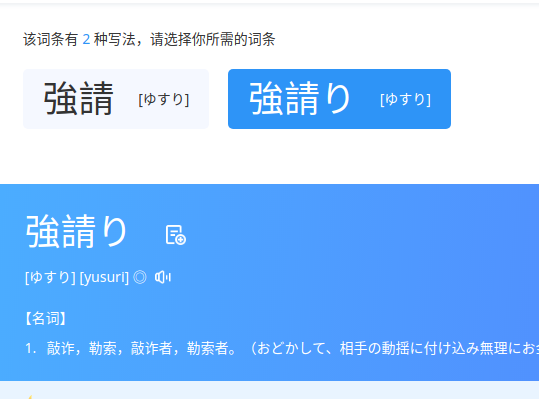 该词条有 2 种写法，请选择你所需的词条
強請 [ゆすり] 強請り [ゆすり]
強請り
[ゆすり] [yusuri] ◎
【名词】
1. 敲诈，勒索，敲诈者，勒索者。（おどかして、相手の動揺に付け込み無理にお